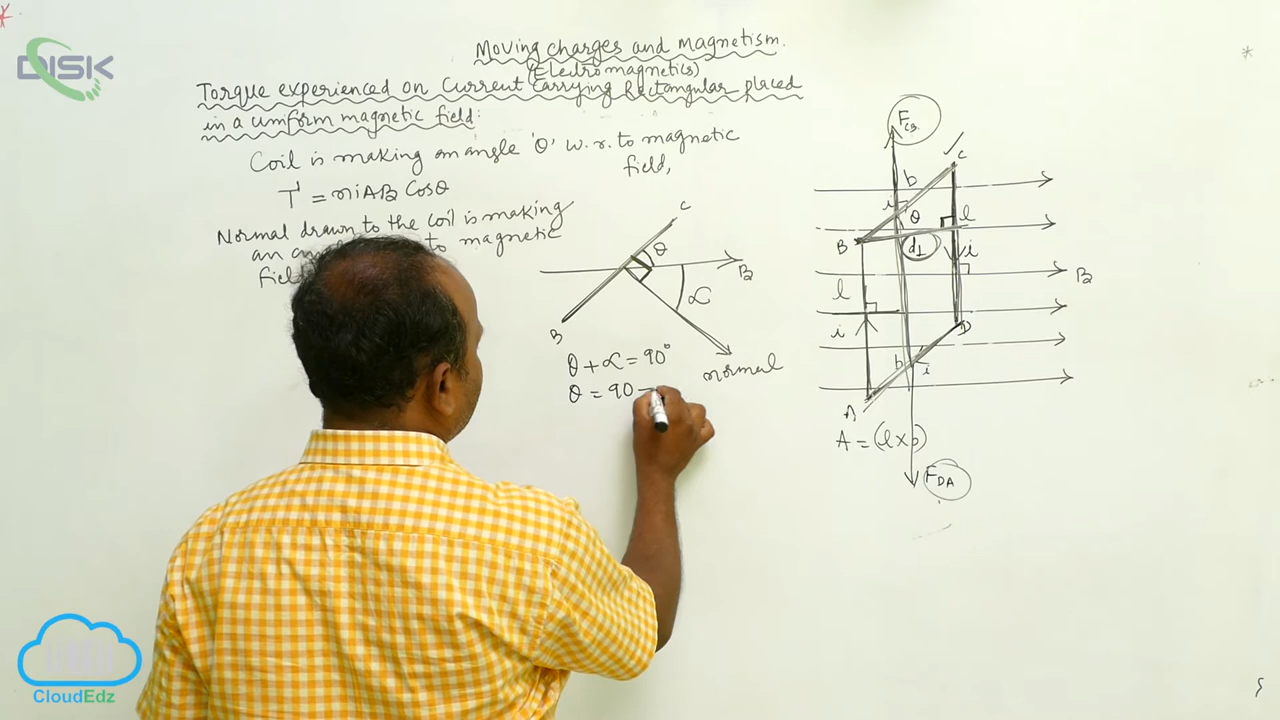 DISK
Moving charges and magnetism.
(Electromagnetics)
Torque experienced on Current Carrying Rectangular placed
in a uniform magnetic field:
Coil is making an angle 'θ' w.r.to magnetic
field,
T = niAB Cosθ
Normal drawn to the coil is making
an to magnetic
C
θ
B
α
B
normal
θ + α = 90°
θ = 90 -
F CB
C
b
i
θ
l
B
d⊥
i
B
l
i
D
b
i
A
A = (l × b)
F DA
CloudEdz